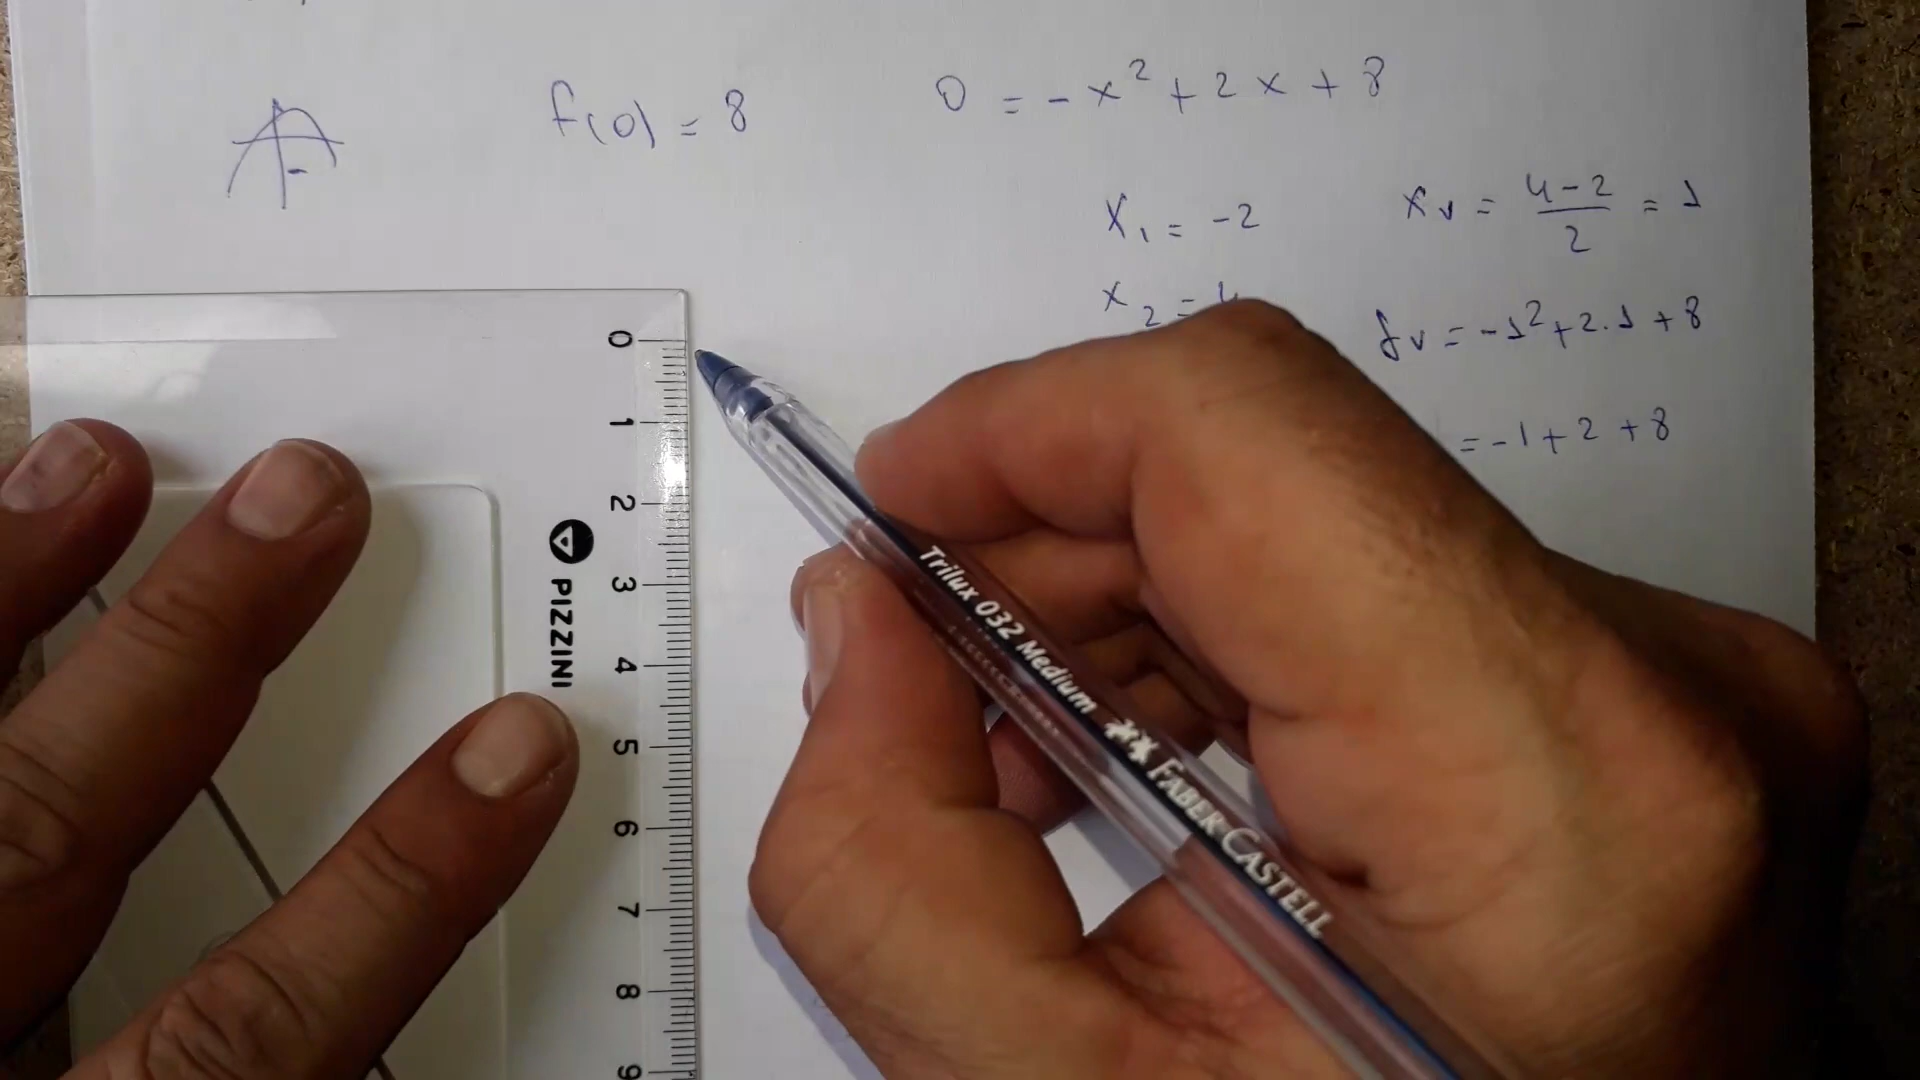 f(0) = 8
0 = -x² + 2x + 8
x₁ = -2
xv = (4-2)/2 = 1
x₂ =
fv = -1² + 2.1 + 8
= -1 + 2 + 8
0
1
2
3
4
5
6
7
8
9
PIZZINI
Trilux 032 Medium FABER-CASTELL